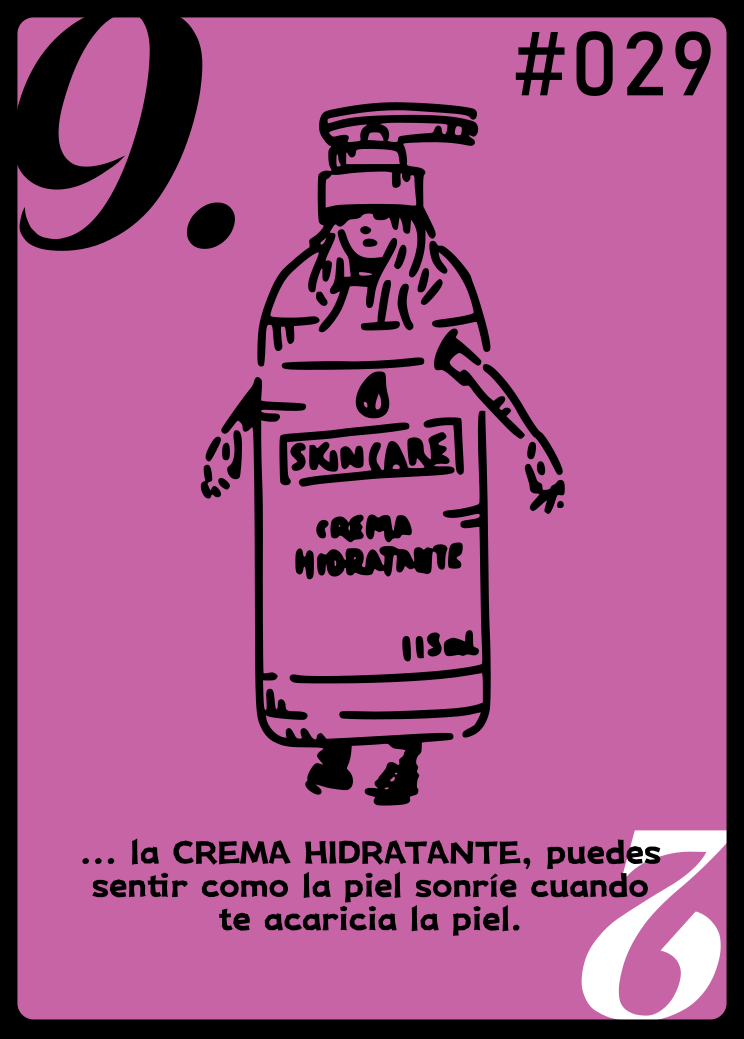 9.
#029
SKINCARE
CREMA
HIDRATANTE
115ml
... la CREMA HIDRATANTE, puedes
sentir como la piel sonríe cuando
te acaricia la piel.
2